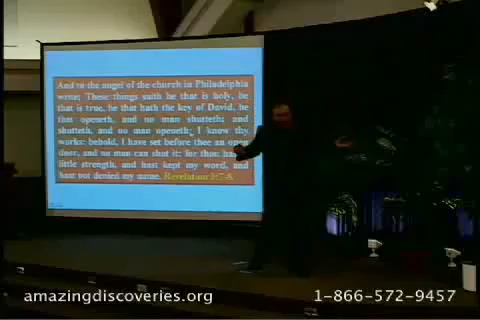 And to the angel of the church in Philadelphia
write; These things saith he that is holy, he
that is true, he that hath the key of David, he
that openeth, and no man shutteth; and
shutteth, and no man openeth; I know thy
works: behold, I have set before thee an open
door, and no man can shut it: for thou hast
little strength, and hast kept my word, and
hast not denied my name. Revelation 3:7-8.
amazingdiscoveries.org
1-866-572-9457